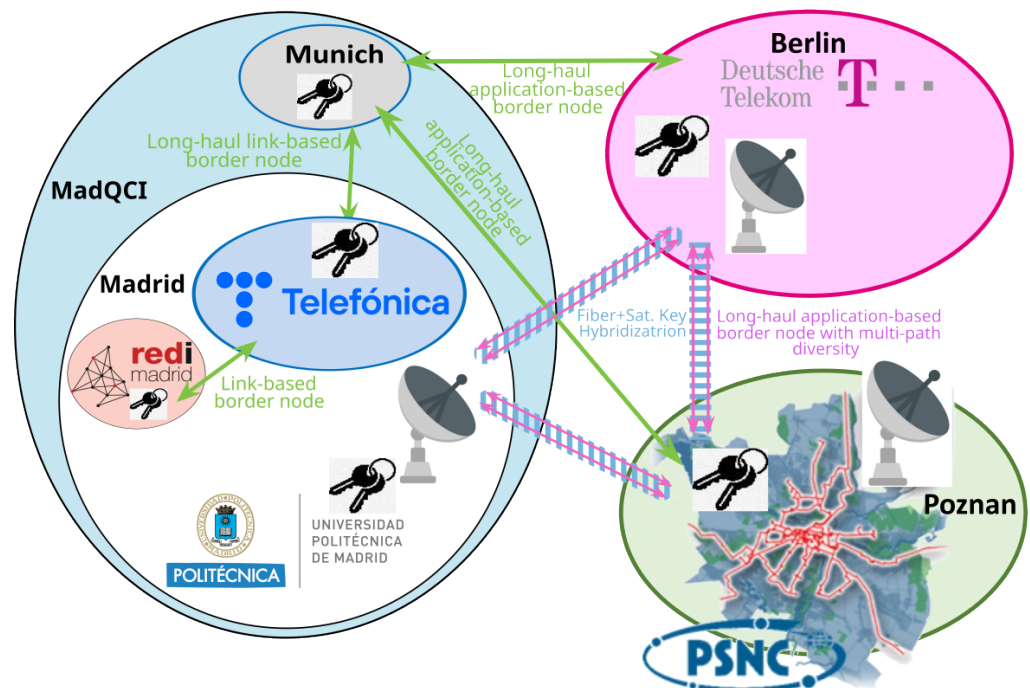 Munich
Berlin
Deutsche
Telekom
T
Long-haul
application-based
border node
Long-haul link-based
border node
Long-haul
application-based
border node
MadQCI
Madrid
Telefónica
redi
madrid
Link-based
border node
Fiber+Sat. Key
Hybridizatrion
Long-haul application-based
border node with multi-path
diversity
Poznan
UNIVERSIDAD
POLITÉCNICA
DE MADRID
POLITÉCNICA
PSNC